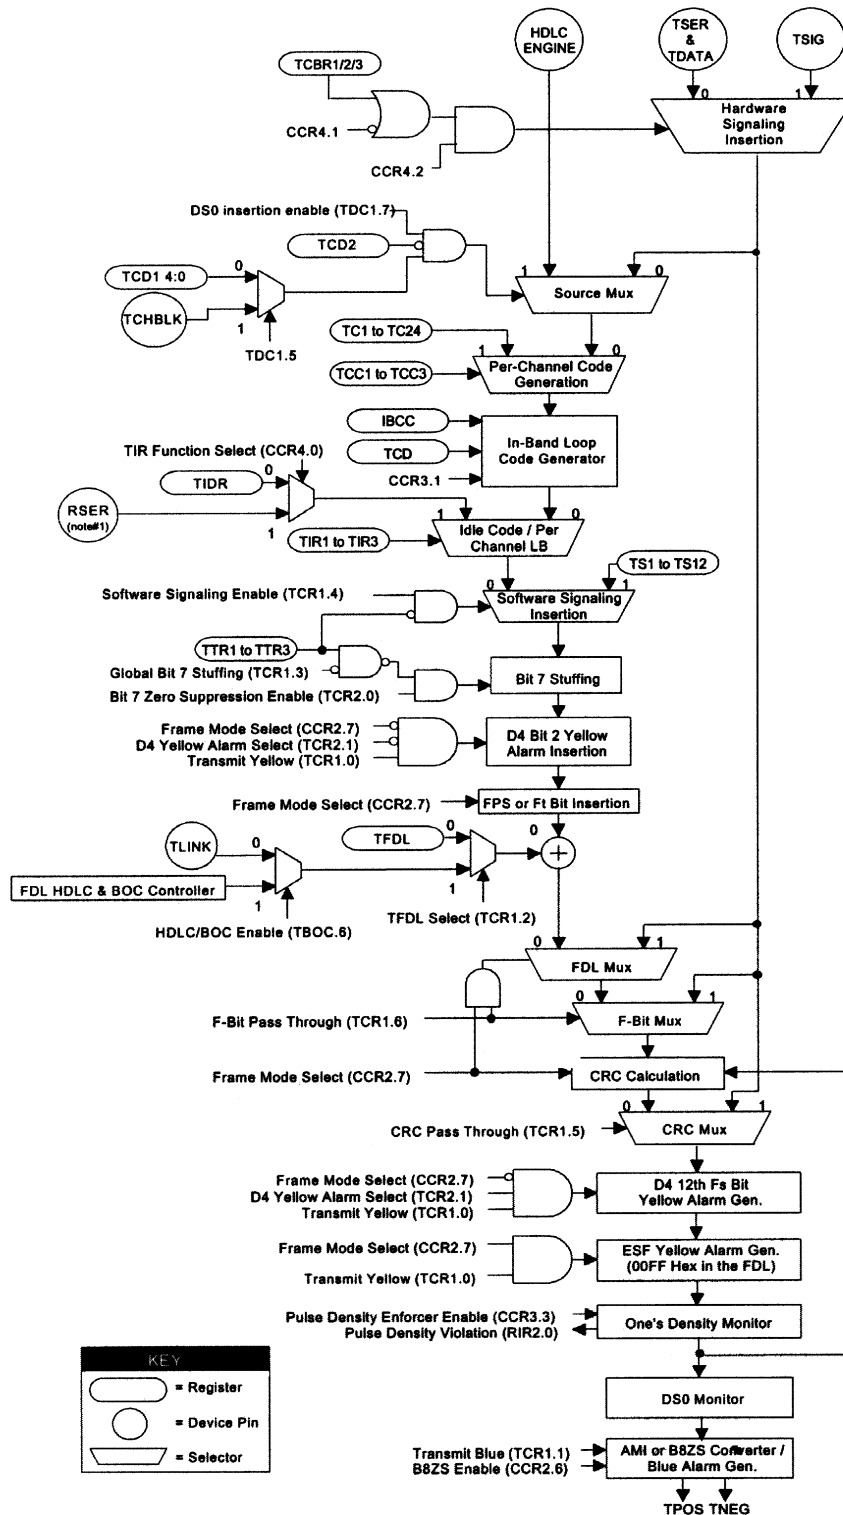 HDLC
ENGINE
TSER
&
TDATA
TSIG
TCBR1/2/3
0
1
Hardware
Signaling
Insertion
CCR4.1
CCR4.2
DS0 insertion enable (TDC1.7)
TCD2
TCD1 4:0
0
TCHBLK
1
TDC1.5
1
0
Source Mux
TC1 to TC24
1
0
TCC1 to TCC3
Per-Channel Code
Generation
IBCC
TCD
CCR3.1
In-Band Loop
Code Generator
TIR Function Select (CCR4.0)
0
TIDR
RSER
(note#1)
1
1
0
TIR1 to TIR3
Idle Code / Per
Channel LB
TS1 to TS12
0
1
Software Signaling Enable (TCR1.4)
Software Signaling
Insertion
TTR1 to TTR3
Global Bit 7 Stuffing (TCR1.3)
Bit 7 Zero Suppression Enable (TCR2.0)
Bit 7 Stuffing
Frame Mode Select (CCR2.7)
D4 Yellow Alarm Select (TCR2.1)
Transmit Yellow (TCR1.0)
D4 Bit 2 Yellow
Alarm Insertion
Frame Mode Select (CCR2.7)
FPS or Ft Bit Insertion
TLINK
0
TFDL
0
0
+
FDL HDLC & BOC Controller
1
1
HDLC/BOC Enable (TBOC.6)
TFDL Select (TCR1.2)
0
1
FDL Mux
0
1
F-Bit Pass Through (TCR1.6)
F-Bit Mux
Frame Mode Select (CCR2.7)
CRC Calculation
0
1
CRC Pass Through (TCR1.5)
CRC Mux
Frame Mode Select (CCR2.7)
D4 Yellow Alarm Select (TCR2.1)
Transmit Yellow (TCR1.0)
D4 12th Fs Bit
Yellow Alarm Gen.
Frame Mode Select (CCR2.7)
Transmit Yellow (TCR1.0)
ESF Yellow Alarm Gen.
(00FF Hex in the FDL)
Pulse Density Enforcer Enable (CCR3.3)
Pulse Density Violation (RIR2.0)
One's Density Monitor
KEY
= Register
= Device Pin
= Selector
DS0 Monitor
Transmit Blue (TCR1.1)
B8ZS Enable (CCR2.6)
AMI or B8ZS Converter /
Blue Alarm Gen.
TPOS TNEG